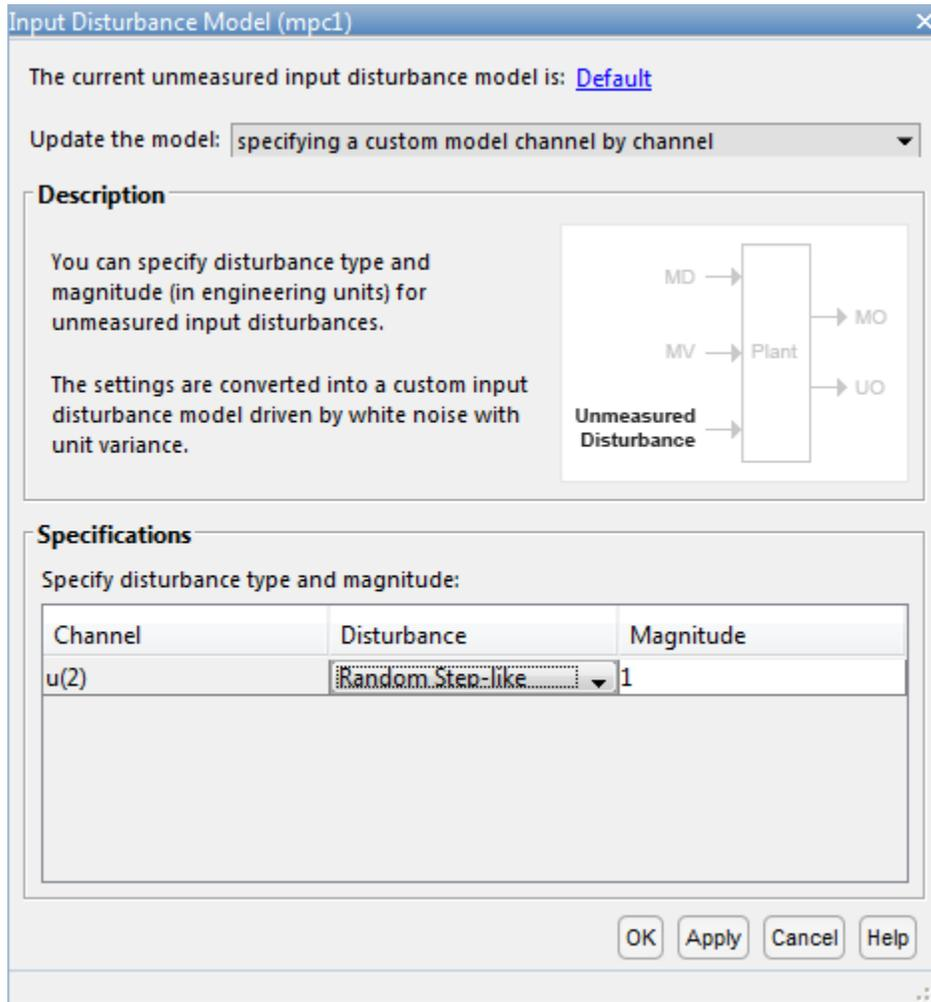 Input Disturbance Model (mpc1)
The current unmeasured input disturbance model is: Default
Update the model: specifying a custom model channel by channel
Description
You can specify disturbance type and
magnitude (in engineering units) for
unmeasured input disturbances.
The settings are converted into a custom input
disturbance model driven by white noise with
unit variance.
MD
MO
MV
Plant
UO
Unmeasured
Disturbance
Specifications
Specify disturbance type and magnitude:
Channel Disturbance Magnitude
u(2) Random Step-like 1
OK Apply Cancel Help